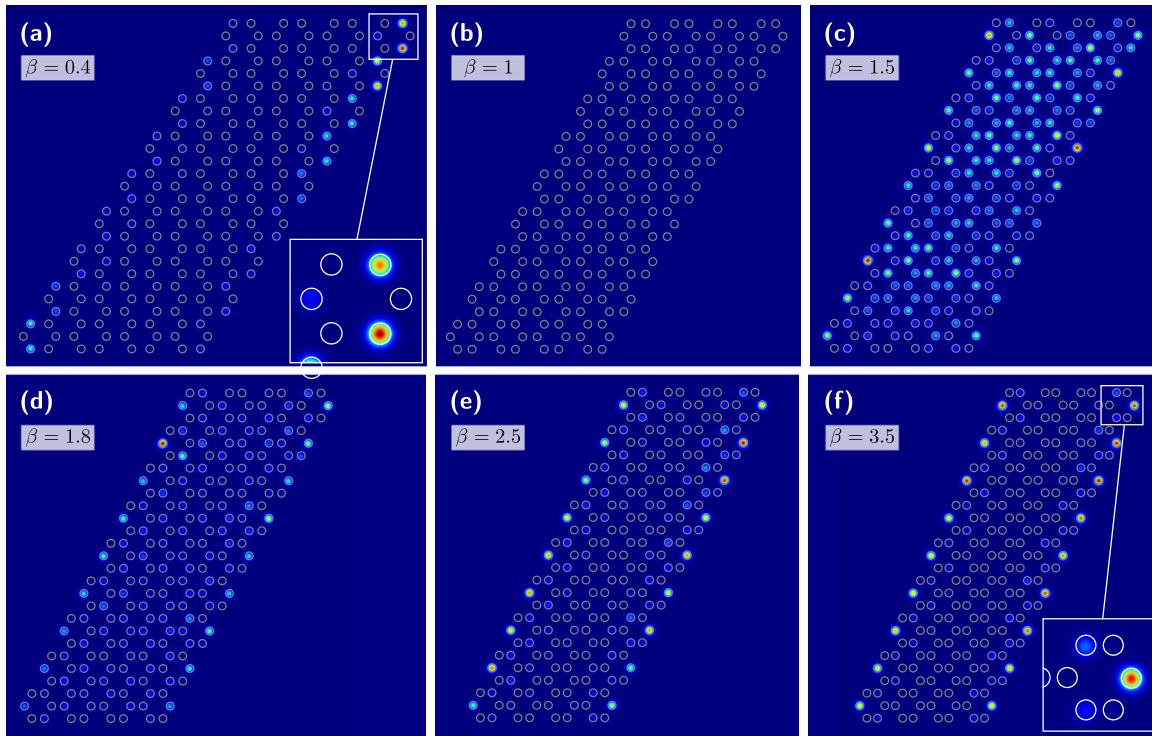 (a)
β = 0.4
(b)
β = 1
(c)
β = 1.5
(d)
β = 1.8
(e)
β = 2.5
(f)
β = 3.5